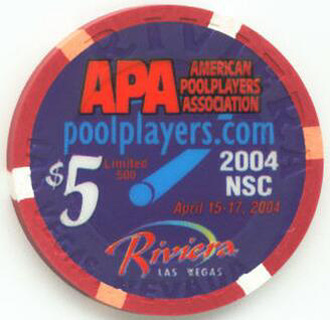 APA AMERICAN
POOLPLAYERS
ASSOCIATION
poolplayers.com
$5
Limited
500
2004
NSC
April 15-17, 2004
Riviera
LAS VEGAS